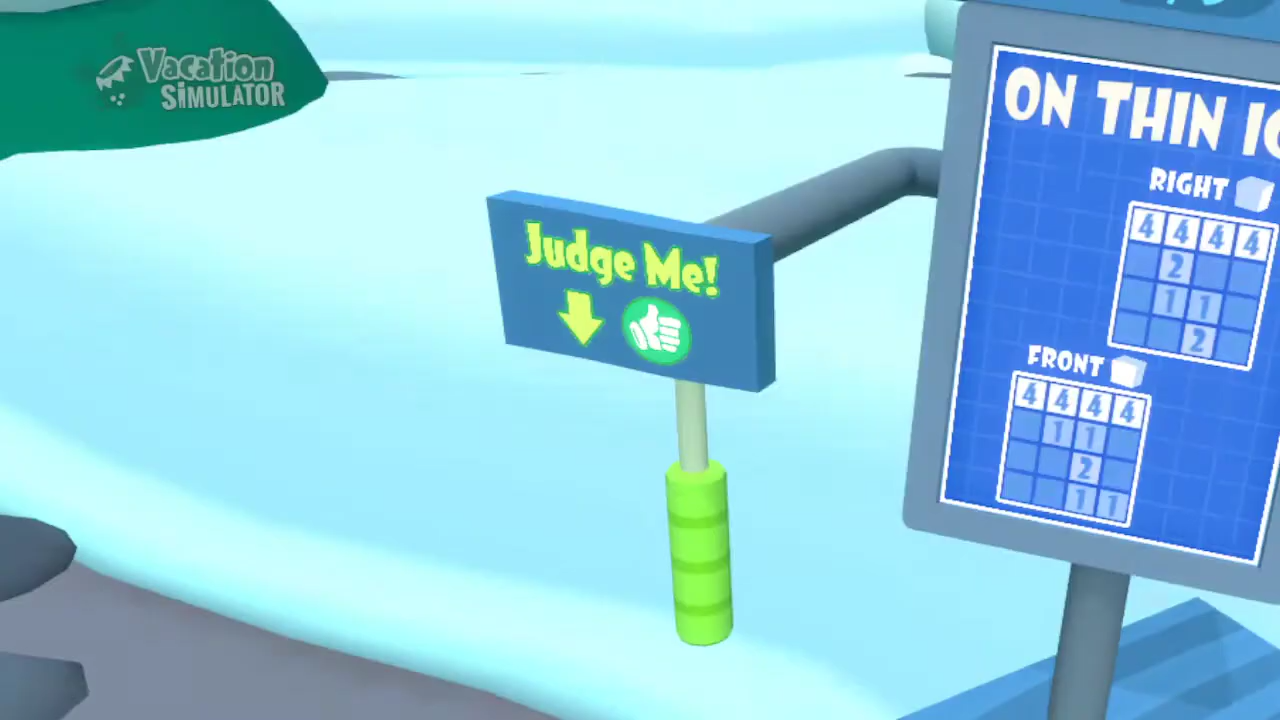 Vacation
SIMULATOR
Judge Me!
ON THIN
RIGHT
4 4 4 4
2
1 1
2
FRONT
4 4 4 4
1 1
2
1 1